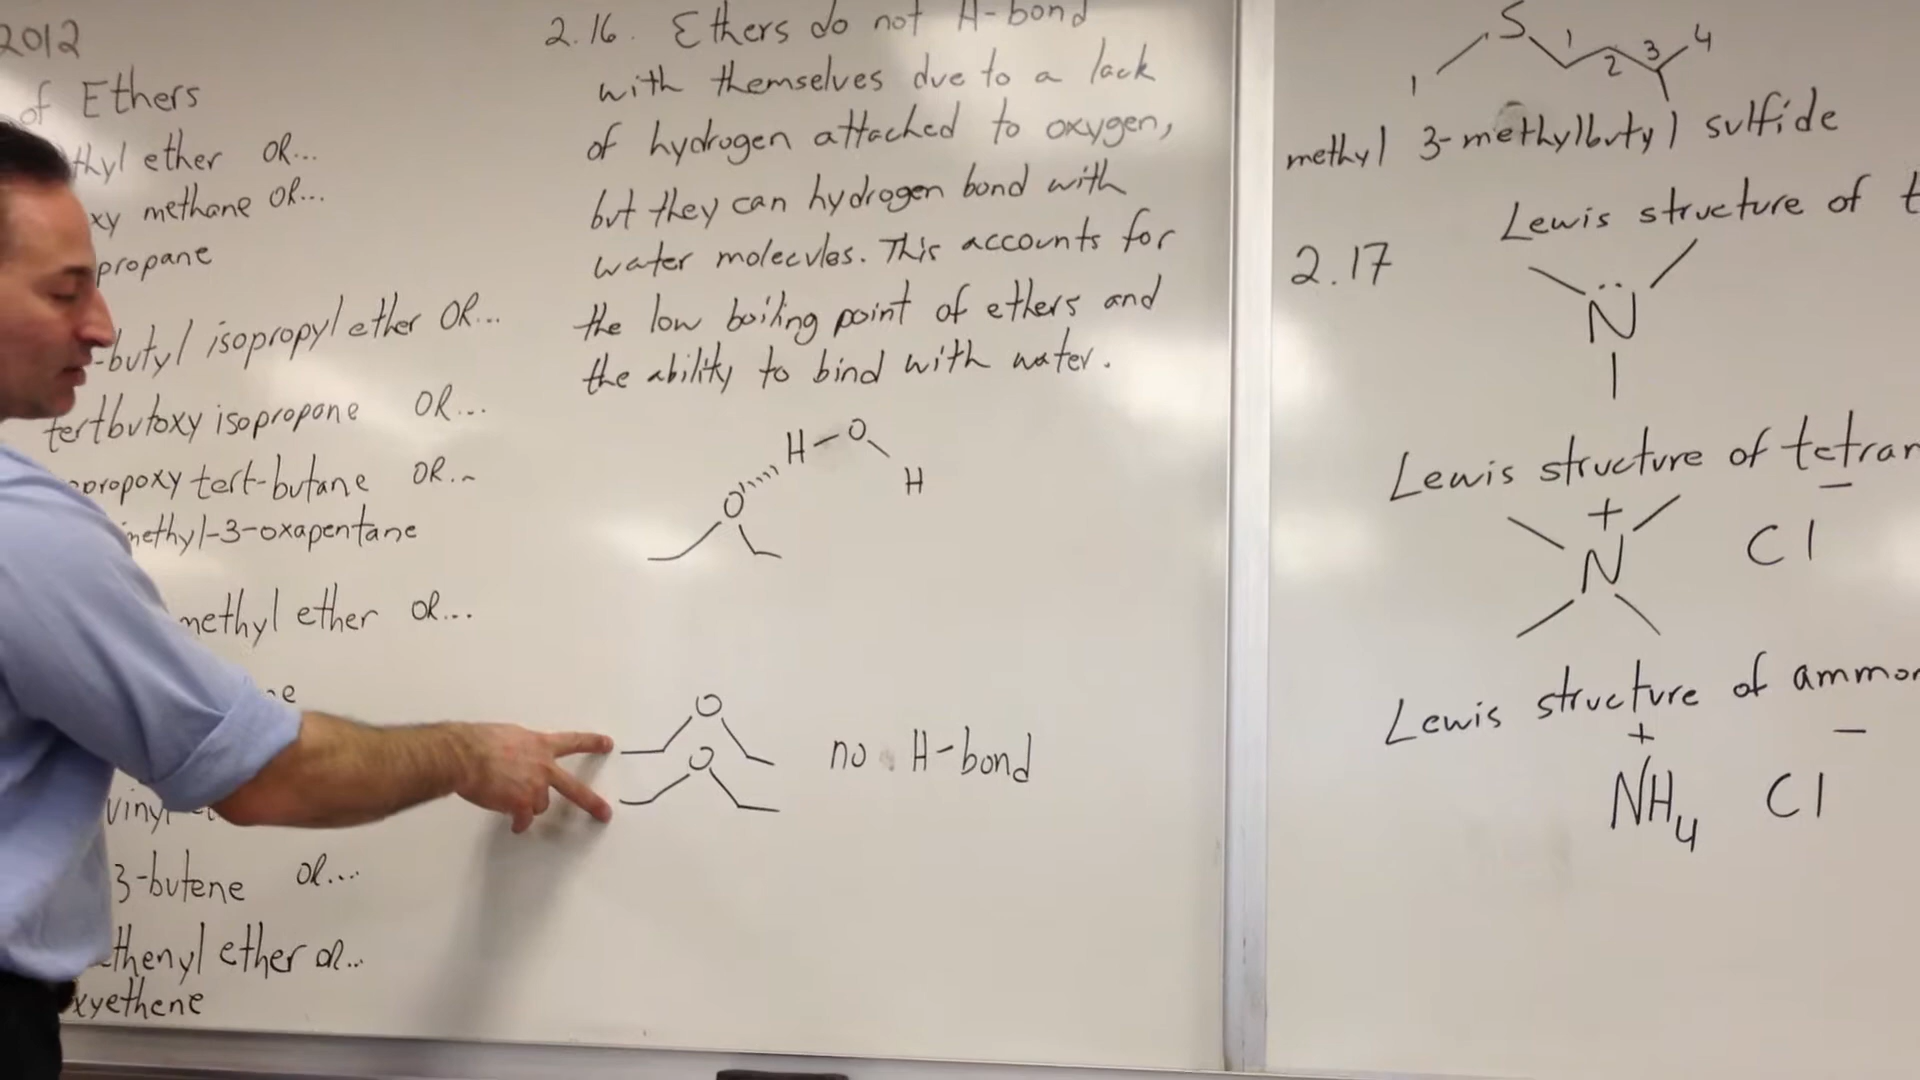 2012
of Ethers
thyl ether OR...
xy methane OR...
propane
-butyl isopropyl ether OR...
tertbutoxy isopropane OR...
opropoxy tert-butane OR..
methyl-3-oxapentane
methyl ether OR...
ne
vinyl
3-butene OR....
thenyl ether OR..
xyethene
2.16. Ethers do not H-bond
with themselves due to a lack
of hydrogen attached to oxygen,
but they can hydrogen bond with
water molecules. This accounts for
the low boiling point of ethers and
the ability to bind with water.
H-O
H
O
O
O
no H-bond
S
1 1 2 3 4
methyl 3-methylbutyl sulfide
Lewis structure of t
2.17
N
Lewis structure of tetram
+ -
N Cl
Lewis structure of ammon
+ -
NH4 Cl